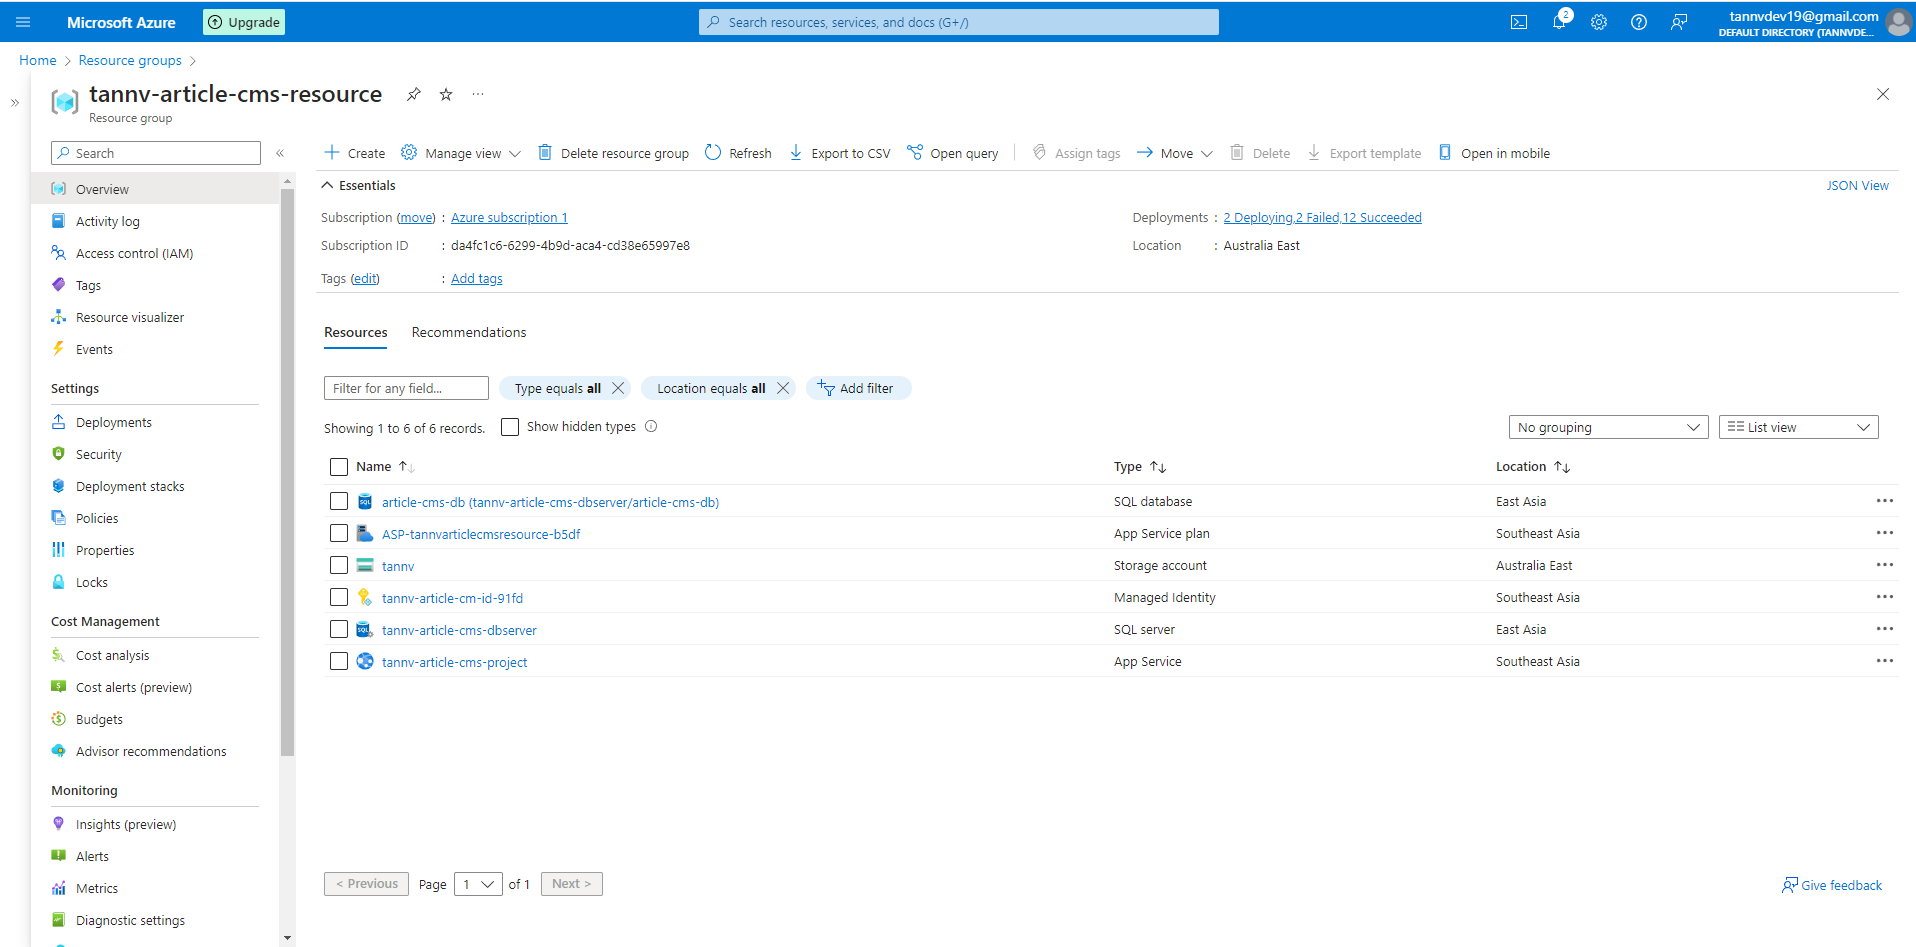 Microsoft Azure
Upgrade
Search resources, services, and docs (G+/)
2
tannvdev19@gmail.com
DEFAULT DIRECTORY (TANNVDE...
Home > Resource groups >
tannv-article-cms-resource
...
Resource group
Search
Overview
Activity log
Access control (IAM)
Tags
Resource visualizer
Events
Settings
Deployments
Security
Deployment stacks
Policies
Properties
Locks
Cost Management
Cost analysis
Cost alerts (preview)
Budgets
Advisor recommendations
Monitoring
Insights (preview)
Alerts
Metrics
Diagnostic settings
Create Manage view Delete resource group Refresh Export to CSV Open query Assign tags Move Delete Export template Open in mobile
Essentials
JSON View
Subscription (move) : Azure subscription 1
Subscription ID : da4fc1c6-6299-4b9d-aca4-cd38e65997e8
Tags (edit) : Add tags
Deployments : 2 Deploying,2 Failed,12 Succeeded
Location : Australia East
Resources Recommendations
Filter for any field... Type equals all Location equals all Add filter
Showing 1 to 6 of 6 records. Show hidden types
No grouping List view
Name Type Location
article-cms-db (tannv-article-cms-dbserver/article-cms-db) SQL database East Asia
ASP-tannvarticlecmsresource-b5df App Service plan Southeast Asia
tannv Storage account Australia East
tannv-article-cm-id-91fd Managed Identity Southeast Asia
tannv-article-cms-dbserver SQL server East Asia
tannv-article-cms-project App Service Southeast Asia
< Previous Page 1 of 1 Next >
Give feedback